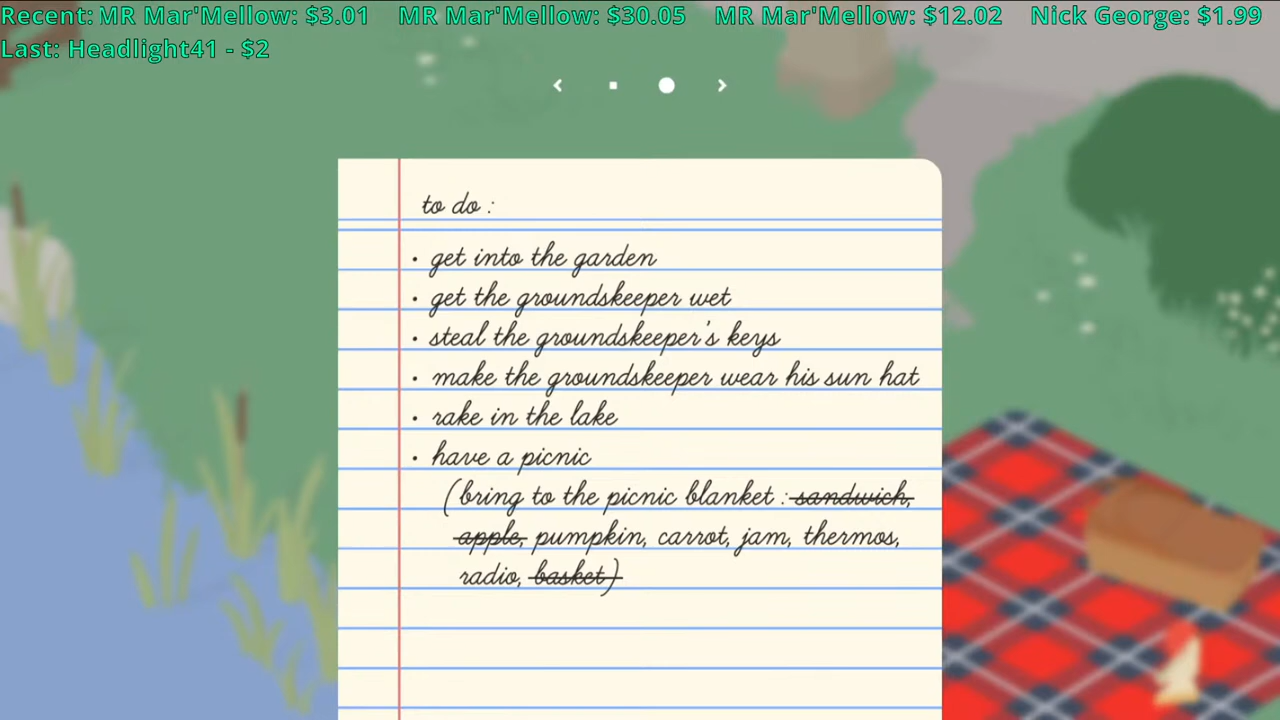 Recent: MR Mar'Mellow: $3.01 MR Mar'Mellow: $30.05 MR Mar'Mellow: $12.02 Nick George: $1.99
Last: Headlight41 - $2
to do :
• get into the garden
• get the groundskeeper wet
• steal the groundskeeper's keys
• make the groundskeeper wear his sun hat
• rake in the lake
• have a picnic
(bring to the picnic blanket : sandwich,
apple, pumpkin, carrot, jam, thermos,
radio, basket)